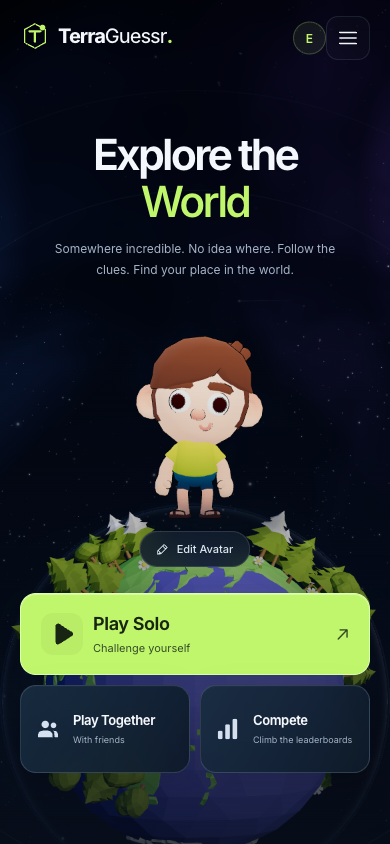 TerraGuessr.
E
Explore the
World
Somewhere incredible. No idea where. Follow the
clues. Find your place in the world.
Edit Avatar
Play Solo
Challenge yourself
Play Together
With friends
Compete
Climb the leaderboards